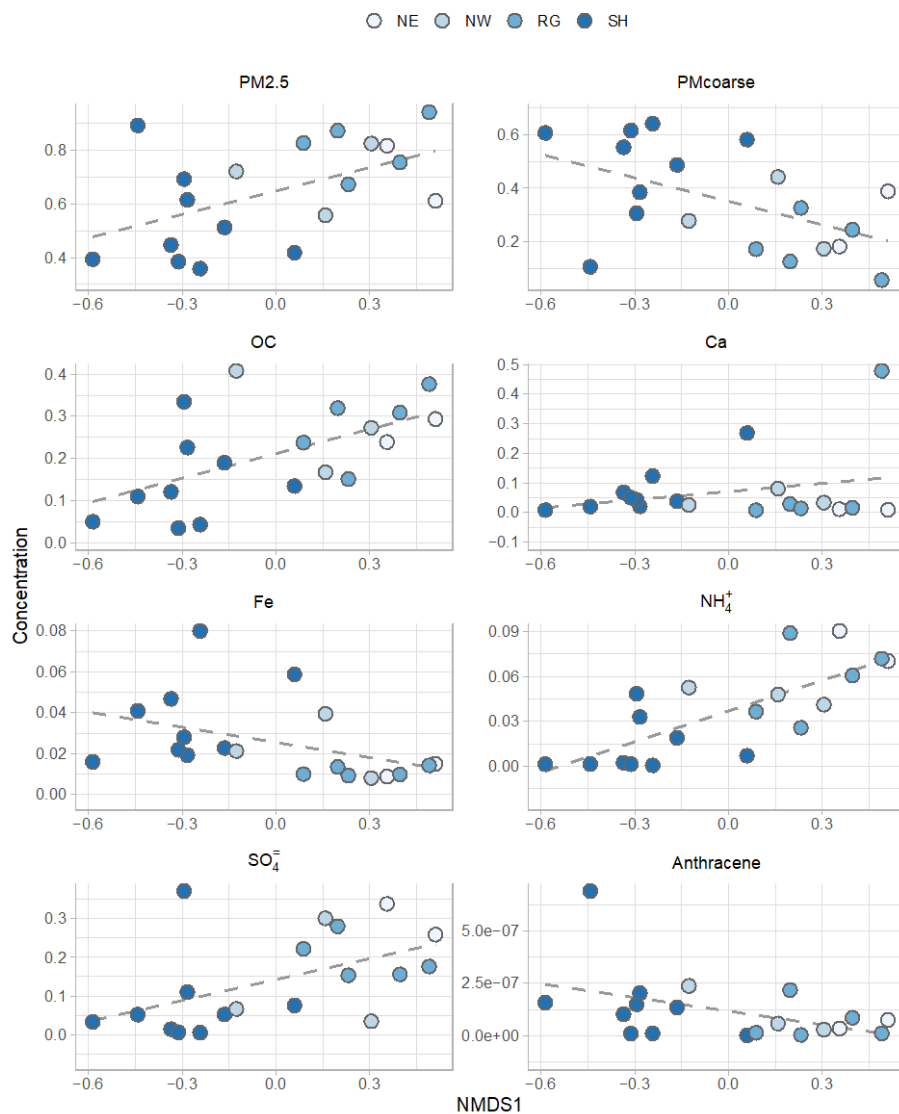 NE NW RG SH
PM2.5 PMcoarse
0.8 0.6 0.4
0.6 0.4 0.2
−0.6 −0.3 0.0 0.3 −0.6 −0.3 0.0 0.3
OC Ca
0.4 0.3 0.2 0.1 0.0
0.5 0.4 0.3 0.2 0.1 0.0 −0.1
−0.6 −0.3 0.0 0.3 −0.6 −0.3 0.0 0.3
Concentration
Fe NH₄⁺
0.08 0.06 0.04 0.02 0.00
0.09 0.06 0.03 0.00
−0.6 −0.3 0.0 0.3 −0.6 −0.3 0.0 0.3
SO₄⁼ Anthracene
0.3 0.2 0.1 0.0
5.0e−07 2.5e−07 0.0e+00
−0.6 −0.3 0.0 0.3 −0.6 −0.3 0.0 0.3
NMDS1